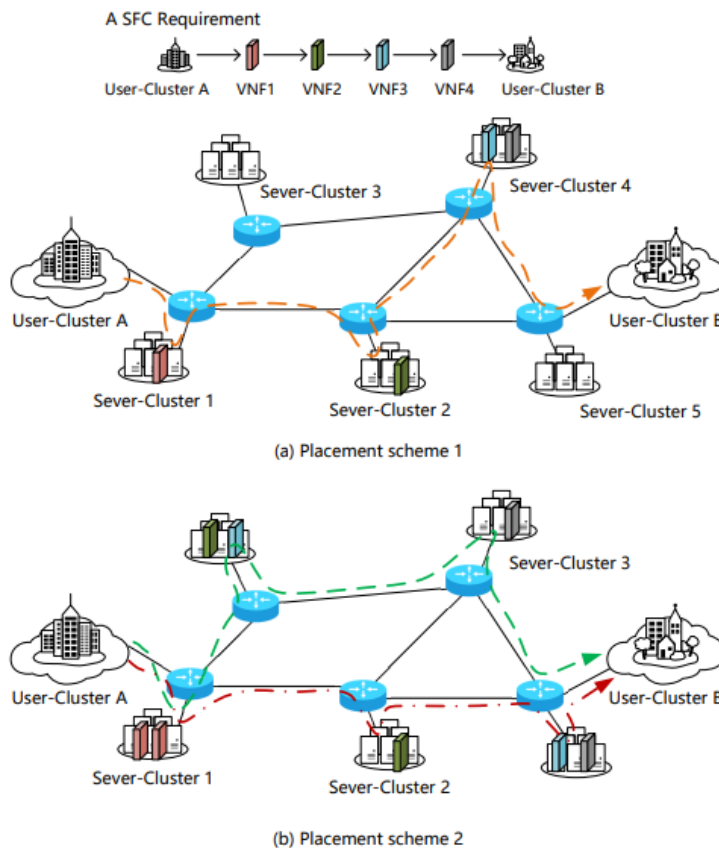 A SFC Requirement
User-Cluster A VNF1 VNF2 VNF3 VNF4 User-Cluster B
Sever-Cluster 3
Sever-Cluster 4
User-Cluster A
User-Cluster B
Sever-Cluster 1
Sever-Cluster 2
Sever-Cluster 5
(a) Placement scheme 1
Sever-Cluster 3
User-Cluster A
User-Cluster B
Sever-Cluster 1
Sever-Cluster 2
(b) Placement scheme 2